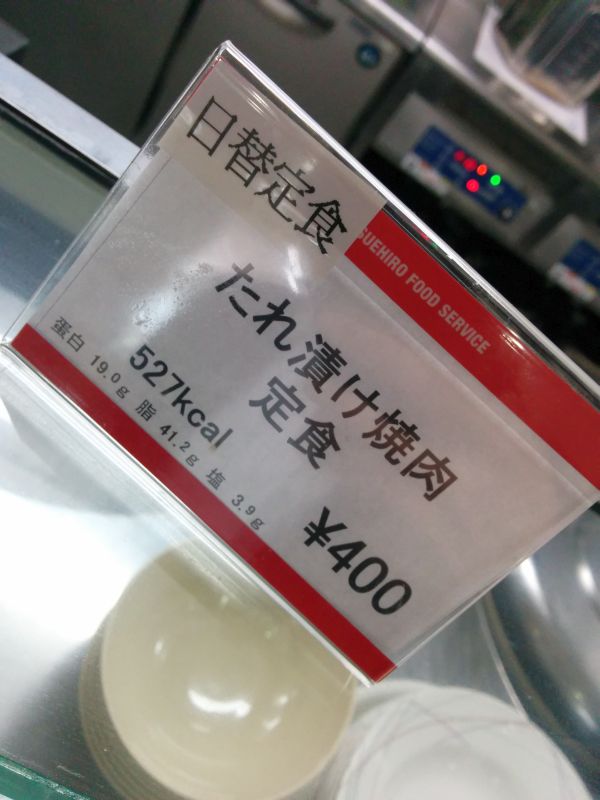 日替定食
SUEHIRO FOOD SERVICE
たれ漬け焼肉
定食
527kcal
¥400
蛋白 19.0g 脂 41.2g 塩 3.9g